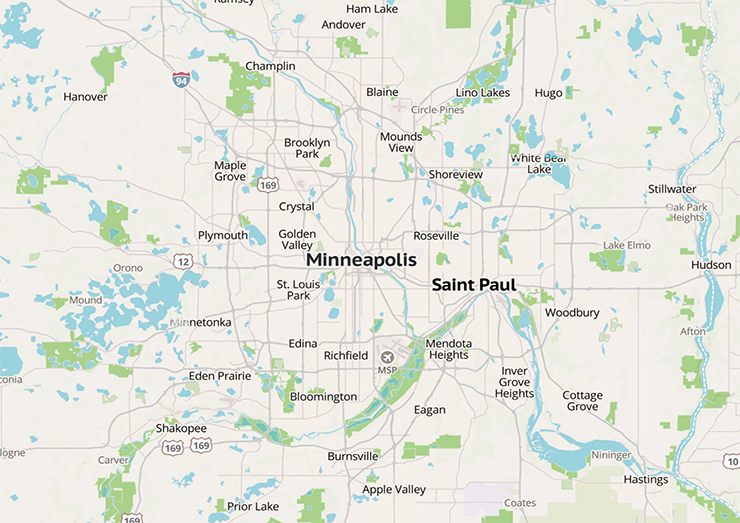 Ramsey
Ham Lake
Andover
Champlin
94
Hanover
Blaine
Lino Lakes
Hugo
Circle Pines
Brooklyn
Park
Mounds
View
White Bear
Lake
Maple
Grove
169
Shoreview
Stillwater
Crystal
Oak Park
Heights
Plymouth
Golden
Valley
Roseville
Lake Elmo
Minneapolis
12
Orono
Hudson
St. Louis
Park
Saint Paul
Mound
Woodbury
Minnetonka
Afton
Edina
Richfield
MSP
Mendota
Heights
Eden Prairie
Inver
Grove
Heights
Bloomington
Cottage
Grove
Eagan
Shakopee
169
169
Burnsville
Carver
Nininger
10
Hastings
Apple Valley
Prior Lake
Coates
169